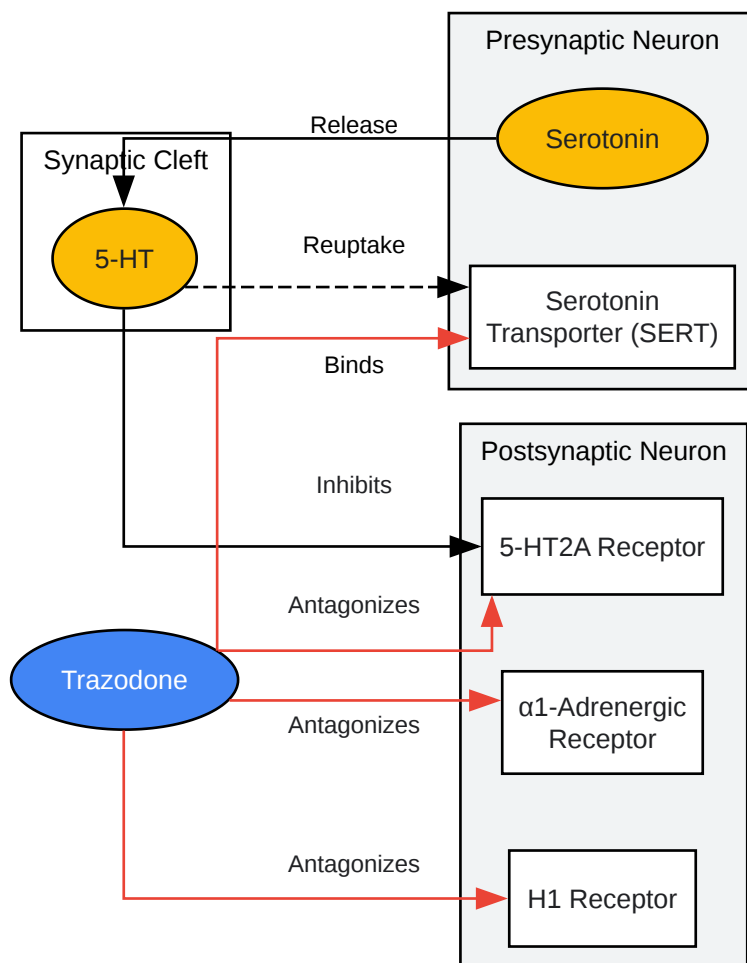 Presynaptic Neuron
Release
Serotonin
Synaptic Cleft
5-HT
Reuptake
Serotonin
Transporter (SERT)
Binds
Postsynaptic Neuron
Inhibits
5-HT2A Receptor
Antagonizes
Trazodone
α1-Adrenergic
Receptor
Antagonizes
Antagonizes
H1 Receptor